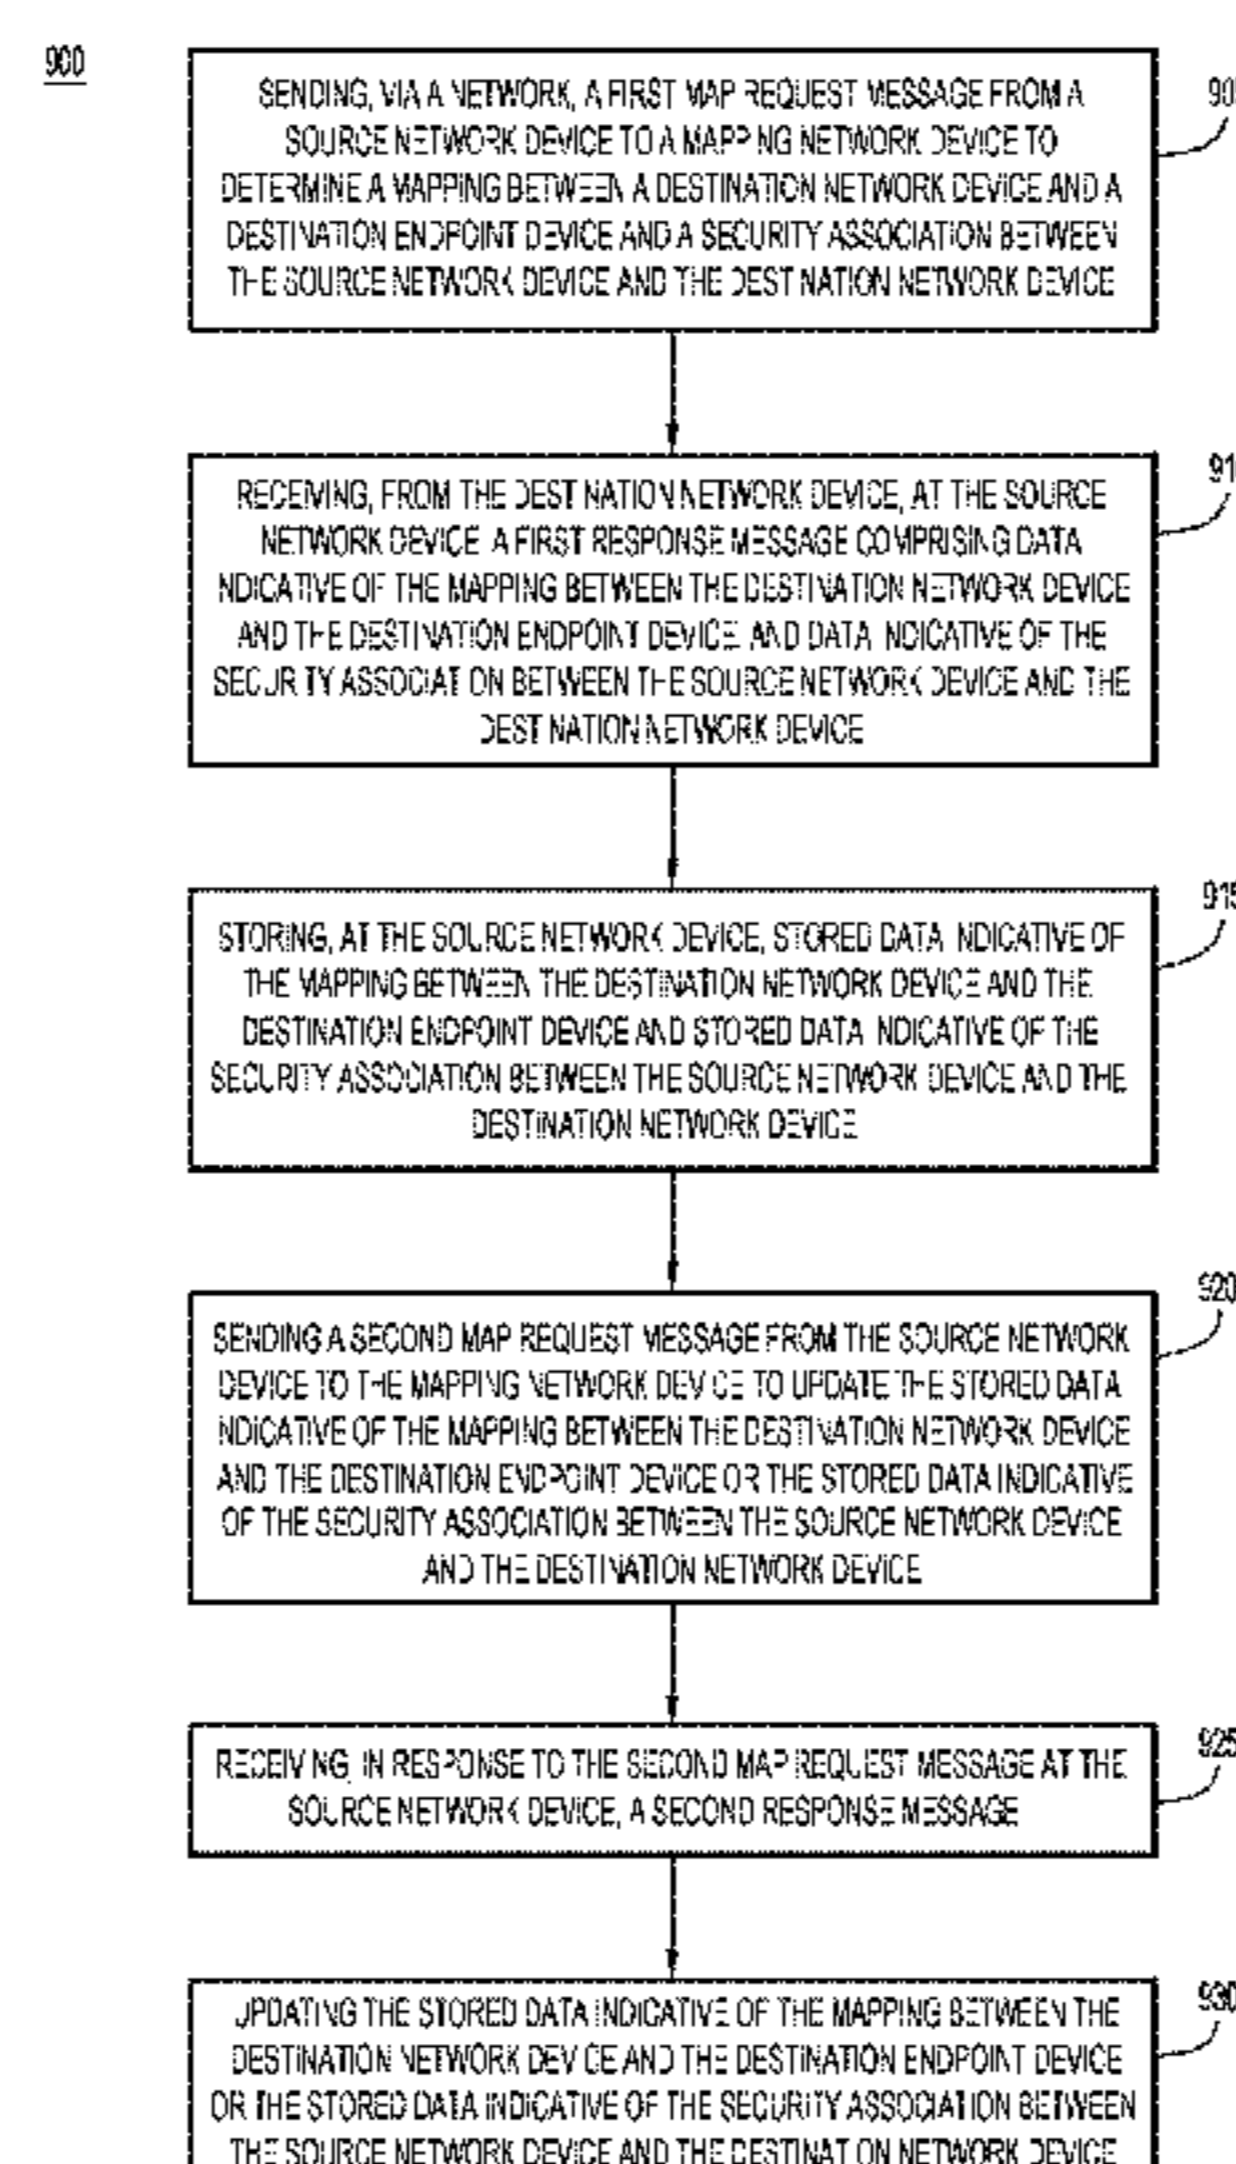 900
SENDING, VIA A NETWORK, A FIRST MAP REQUEST MESSAGE FROM A
SOURCE NETWORK DEVICE TO A MAPPING NETWORK DEVICE TO
DETERMINE A MAPPING BETWEEN A DESTINATION NETWORK DEVICE AND A
DESTINATION ENDPOINT DEVICE AND A SECURITY ASSOCIATION BETWEEN
THE SOURCE NETWORK DEVICE AND THE DESTINATION NETWORK DEVICE
90
RECEIVING, FROM THE DESTINATION NETWORK DEVICE, AT THE SOURCE
NETWORK DEVICE A FIRST RESPONSE MESSAGE COMPRISING DATA
INDICATIVE OF THE MAPPING BETWEEN THE DESTINATION NETWORK DEVICE
AND THE DESTINATION ENDPOINT DEVICE AND DATA INDICATIVE OF THE
SECURITY ASSOCIATION BETWEEN THE SOURCE NETWORK DEVICE AND THE
DESTINATION NETWORK DEVICE
91
STORING, AT THE SOURCE NETWORK DEVICE, STORED DATA INDICATIVE OF
THE MAPPING BETWEEN THE DESTINATION NETWORK DEVICE AND THE
DESTINATION ENDPOINT DEVICE AND STORED DATA INDICATIVE OF THE
SECURITY ASSOCIATION BETWEEN THE SOURCE NETWORK DEVICE AND THE
DESTINATION NETWORK DEVICE
915
SENDING A SECOND MAP REQUEST MESSAGE FROM THE SOURCE NETWORK
DEVICE TO THE MAPPING NETWORK DEVICE TO UPDATE THE STORED DATA
INDICATIVE OF THE MAPPING BETWEEN THE DESTINATION NETWORK DEVICE
AND THE DESTINATION ENDPOINT DEVICE OR THE STORED DATA INDICATIVE
OF THE SECURITY ASSOCIATION BETWEEN THE SOURCE NETWORK DEVICE
AND THE DESTINATION NETWORK DEVICE
920
RECEIVING, IN RESPONSE TO THE SECOND MAP REQUEST MESSAGE AT THE
SOURCE NETWORK DEVICE, A SECOND RESPONSE MESSAGE
925
UPDATING THE STORED DATA INDICATIVE OF THE MAPPING BETWEEN THE
DESTINATION NETWORK DEVICE AND THE DESTINATION ENDPOINT DEVICE
OR THE STORED DATA INDICATIVE OF THE SECURITY ASSOCIATION BETWEEN
THE SOURCE NETWORK DEVICE AND THE DESTINATION NETWORK DEVICE
930